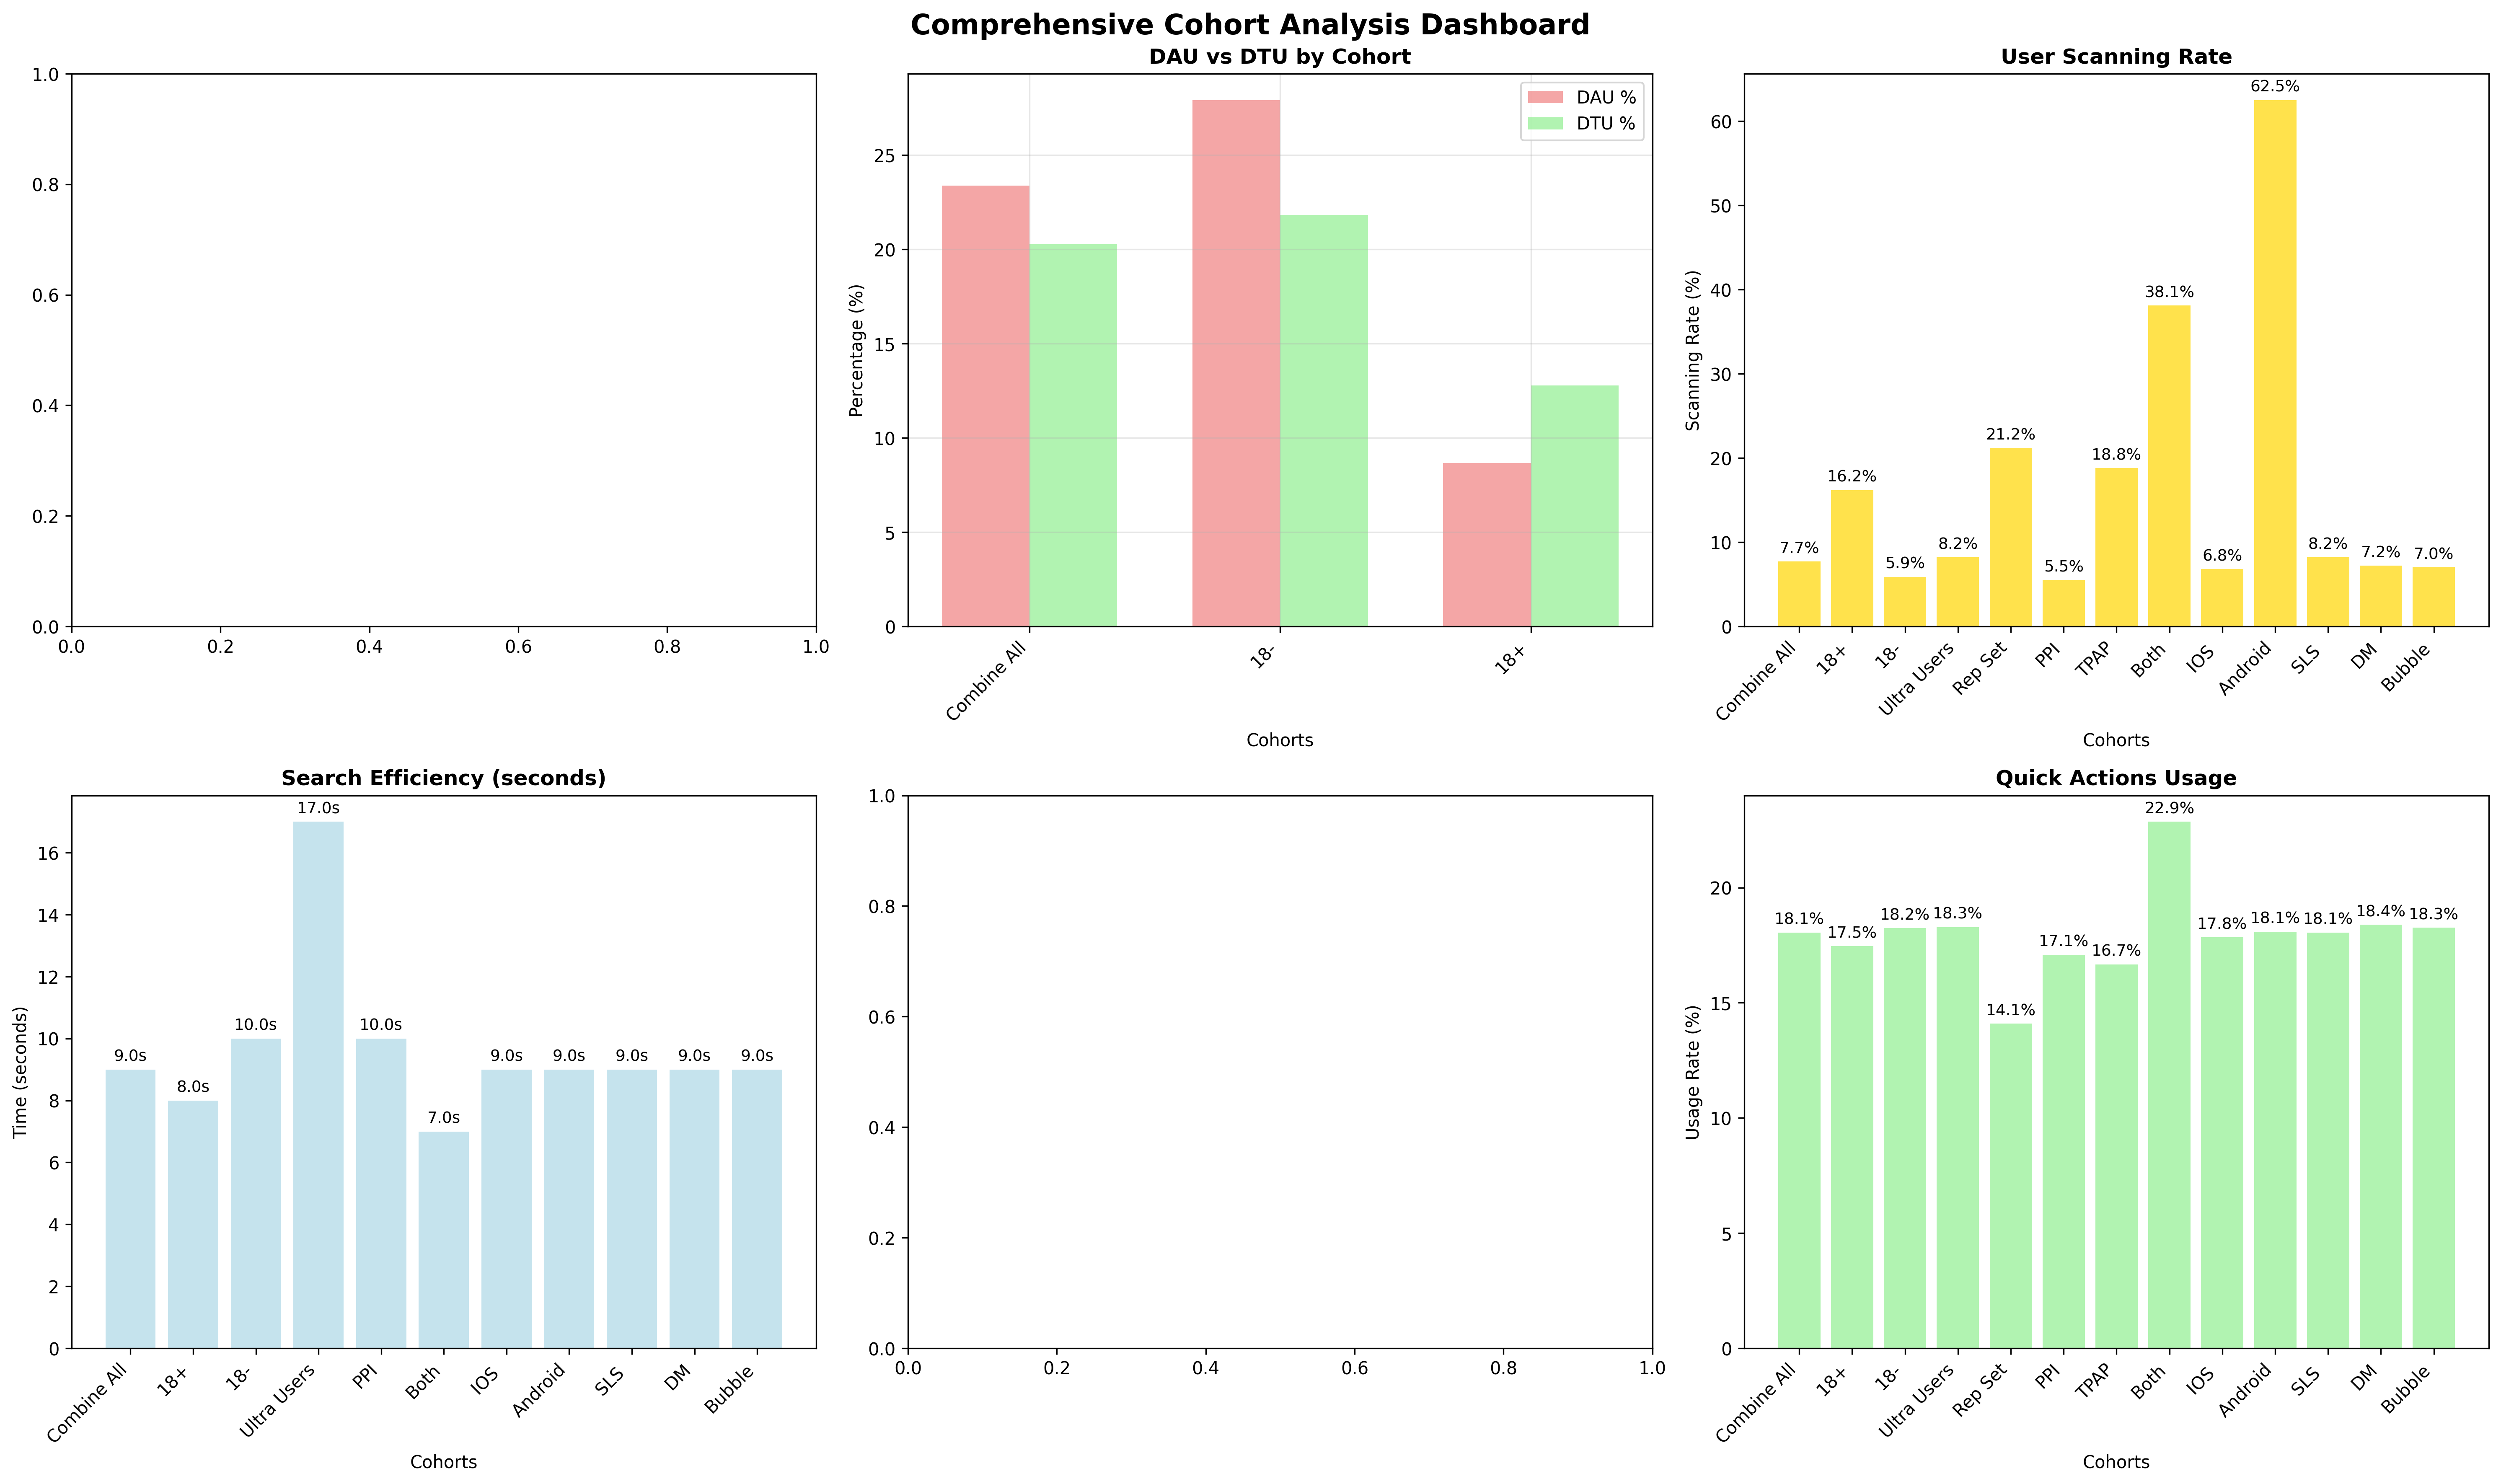 Comprehensive Cohort Analysis Dashboard
1.0
0.8
0.6
0.4
0.2
0.0
0.0 0.2 0.4 0.6 0.8 1.0
DAU vs DTU by Cohort
DAU %
DTU %
Percentage (%)
25
20
15
10
5
0
Combine All 18- 18+
Cohorts
User Scanning Rate
Scanning Rate (%)
60
50
40
30
20
10
0
7.7% 16.2% 5.9% 8.2% 21.2% 5.5% 18.8% 38.1% 6.8% 62.5% 8.2% 7.2% 7.0%
Combine All 18+ 18- Ultra Users Rep Set PPI TPAP Both IOS Android SLS DM Bubble
Cohorts
Search Efficiency (seconds)
Time (seconds)
16
14
12
10
8
6
4
2
0
9.0s 8.0s 10.0s 17.0s 10.0s 7.0s 9.0s 9.0s 9.0s 9.0s 9.0s
Combine All 18+ 18- Ultra Users PPI Both IOS Android SLS DM Bubble
Cohorts
1.0
0.8
0.6
0.4
0.2
0.0
0.0 0.2 0.4 0.6 0.8 1.0
Quick Actions Usage
Usage Rate (%)
20
15
10
5
0
18.1% 17.5% 18.2% 18.3% 14.1% 17.1% 16.7% 22.9% 17.8% 18.1% 18.1% 18.4% 18.3%
Combine All 18+ 18- Ultra Users Rep Set PPI TPAP Both IOS Android SLS DM Bubble
Cohorts